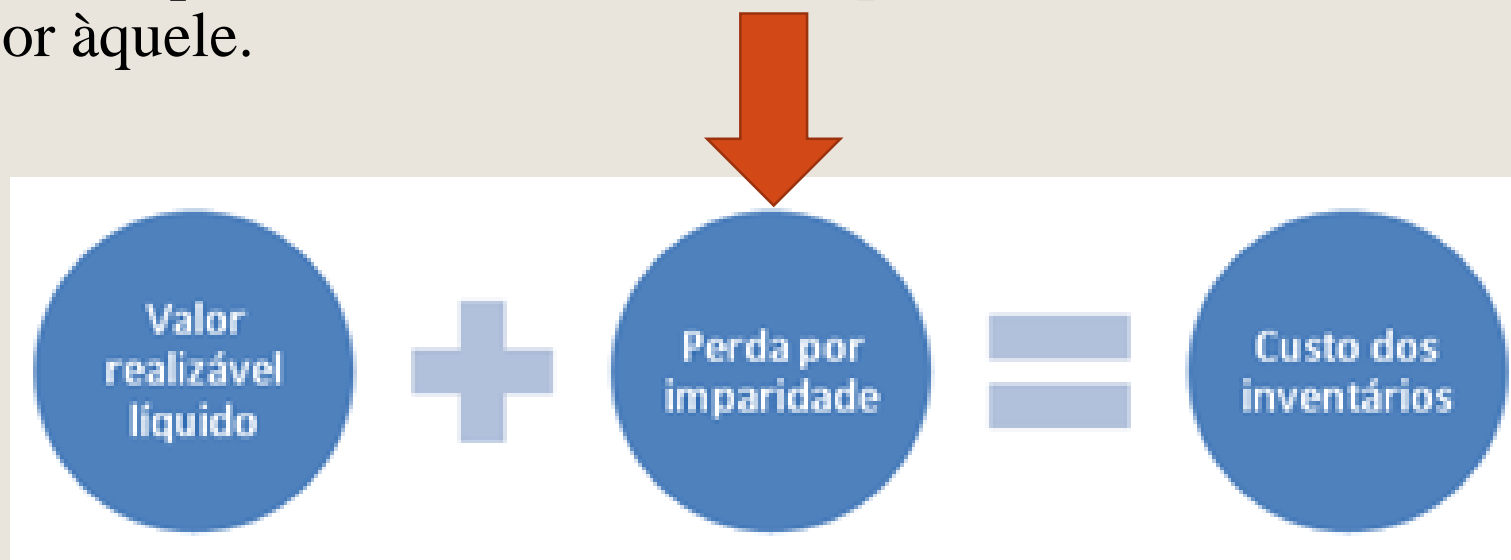 or àquele.
Valor
realizável
líquido
Perda por
imparidade
Custo dos
inventários